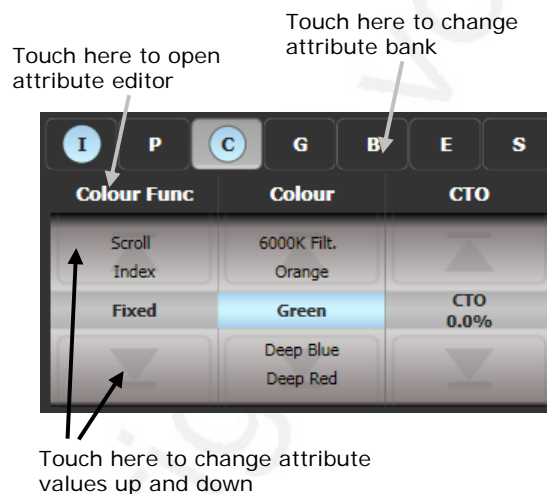 Touch here to change
attribute bank
Touch here to open
attribute editor
I P C G B E S
Colour Func Colour CTO
Scroll 6000K Filt.
Index Orange
Fixed Green CTO
0.0%
Deep Blue
Deep Red
Touch here to change attribute
values up and down